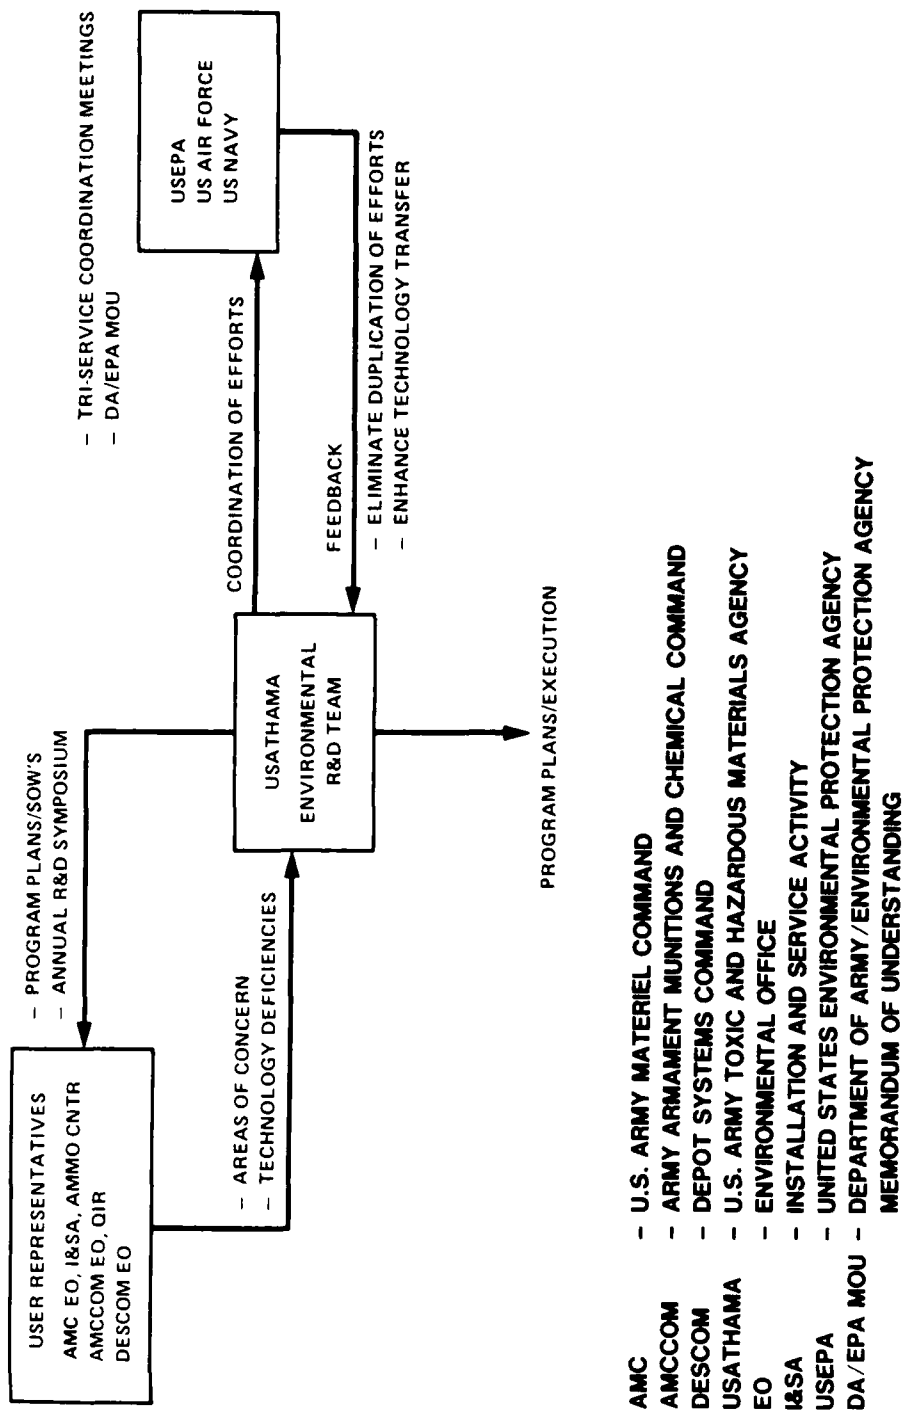 USER REPRESENTATIVES
AMC EO, I&SA, AMMO CNTR
AMCCOM EO, QIR
DESCOM EO
– PROGRAM PLANS/SOW'S
– ANNUAL R&D SYMPOSIUM
– AREAS OF CONCERN
– TECHNOLOGY DEFICIENCIES
USATHAMA
ENVIRONMENTAL
R&D TEAM
PROGRAM PLANS/EXECUTION
COORDINATION OF EFFORTS
– TRI-SERVICE COORDINATION MEETINGS
– DA/EPA MOU
USEPA
US AIR FORCE
US NAVY
FEEDBACK
– ELIMINATE DUPLICATION OF EFFORTS
– ENHANCE TECHNOLOGY TRANSFER
AMC – U.S. ARMY MATERIEL COMMAND
AMCCOM – ARMY ARMAMENT MUNITIONS AND CHEMICAL COMMAND
DESCOM – DEPOT SYSTEMS COMMAND
USATHAMA – U.S. ARMY TOXIC AND HAZARDOUS MATERIALS AGENCY
EO – ENVIRONMENTAL OFFICE
I&SA – INSTALLATION AND SERVICE ACTIVITY
USEPA – UNITED STATES ENVIRONMENTAL PROTECTION AGENCY
DA/EPA MOU – DEPARTMENT OF ARMY/ENVIRONMENTAL PROTECTION AGENCY
MEMORANDUM OF UNDERSTANDING